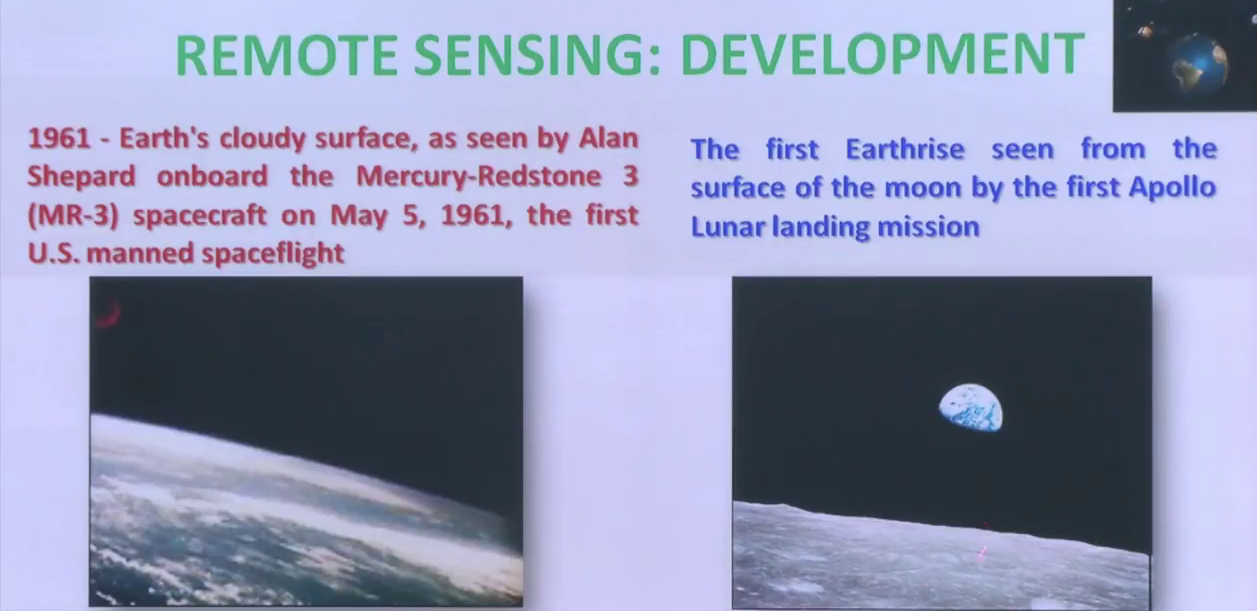 REMOTE SENSING: DEVELOPMENT
1961 - Earth's cloudy surface, as seen by Alan
Shepard onboard the Mercury-Redstone 3
(MR-3) spacecraft on May 5, 1961, the first
U.S. manned spaceflight
The first Earthrise seen from the
surface of the moon by the first Apollo
Lunar landing mission